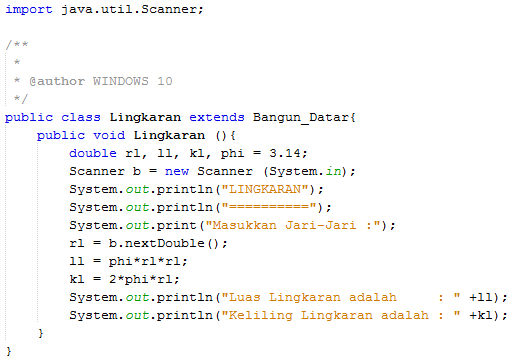 import java.util.Scanner;
/**
 *
 * @author WINDOWS 10
 */
public class Lingkaran extends Bangun_Datar{
    public void Lingkaran (){
        double rl, ll, kl, phi = 3.14;
        Scanner b = new Scanner (System.in);
        System.out.println("LINGKARAN");
        System.out.println("==========");
        System.out.print("Masukkan Jari-Jari :");
        rl = b.nextDouble();
        ll = phi*rl*rl;
        kl = 2*phi*rl;
        System.out.println("Luas Lingkaran adalah     : " +ll);
        System.out.println("Keliling Lingkaran adalah : " +kl);
    }
}